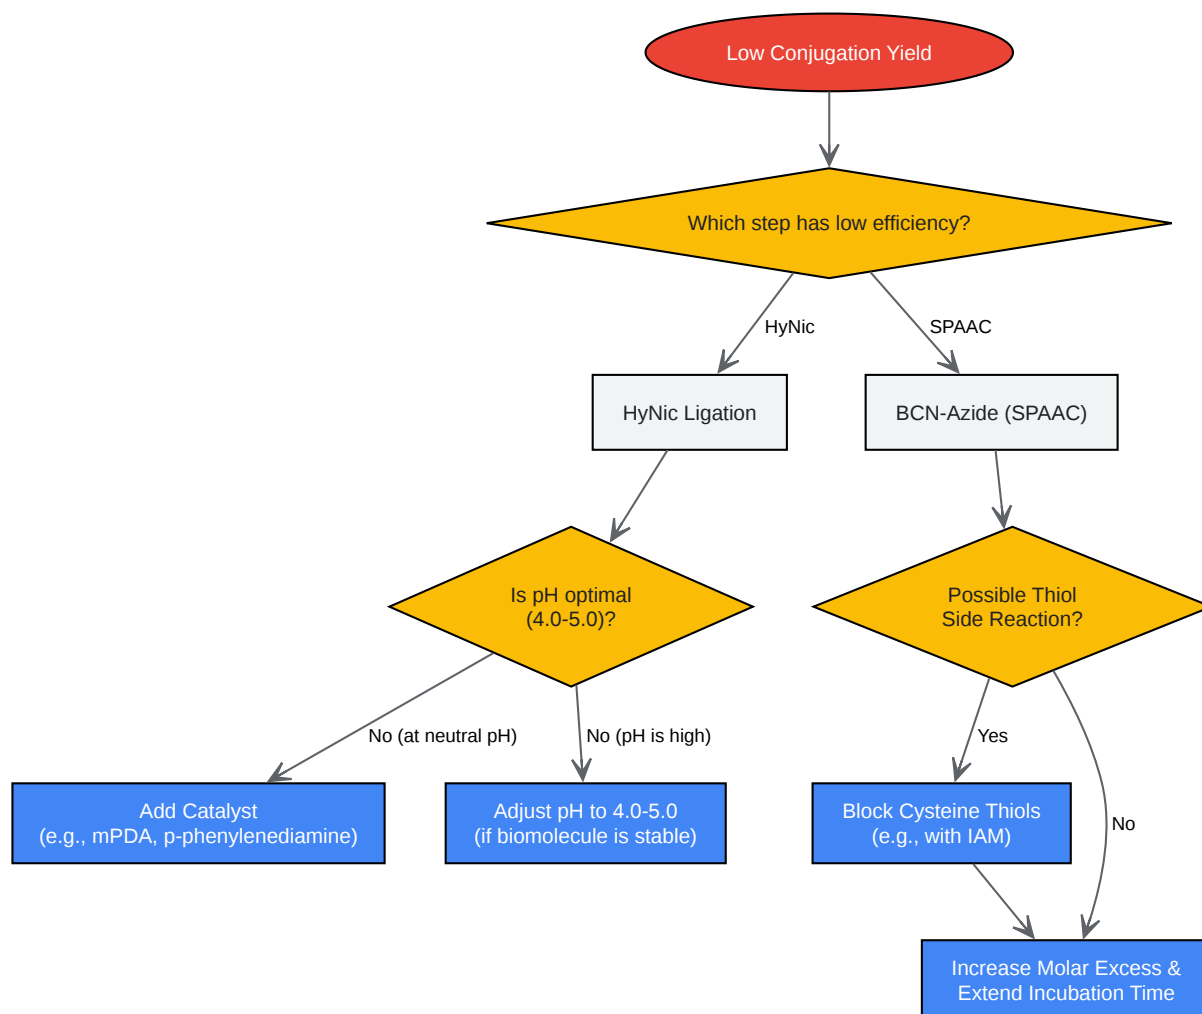 Low Conjugation Yield
Which step has low efficiency?
HyNic
SPAAC
HyNic Ligation
BCN-Azide (SPAAC)
Is pH optimal
(4.0-5.0)?
Possible Thiol
Side Reaction?
No (at neutral pH)
No (pH is high)
Yes
Add Catalyst
(e.g., mPDA, p-phenylenediamine)
Adjust pH to 4.0-5.0
(if biomolecule is stable)
Block Cysteine Thiols
(e.g., with IAM)
No
Increase Molar Excess &
Extend Incubation Time